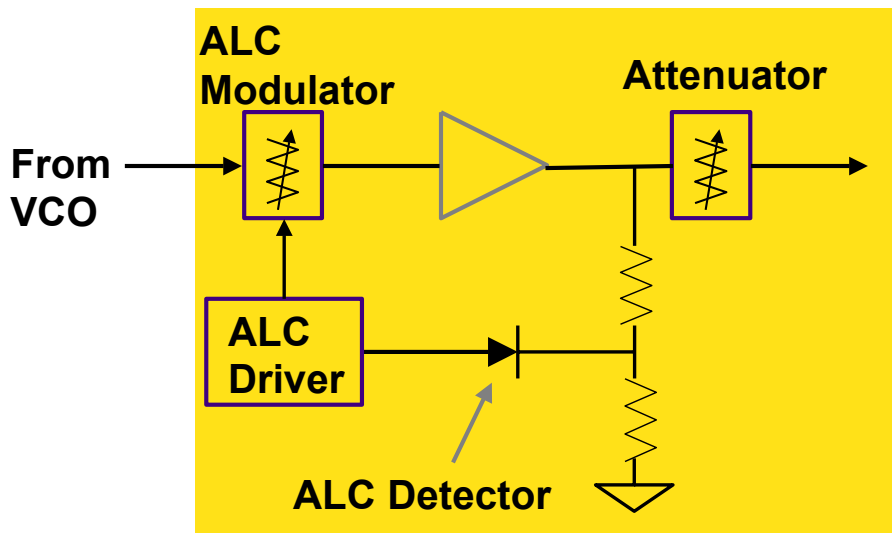 ALC
Modulator
Attenuator
From
VCO
ALC
Driver
ALC Detector